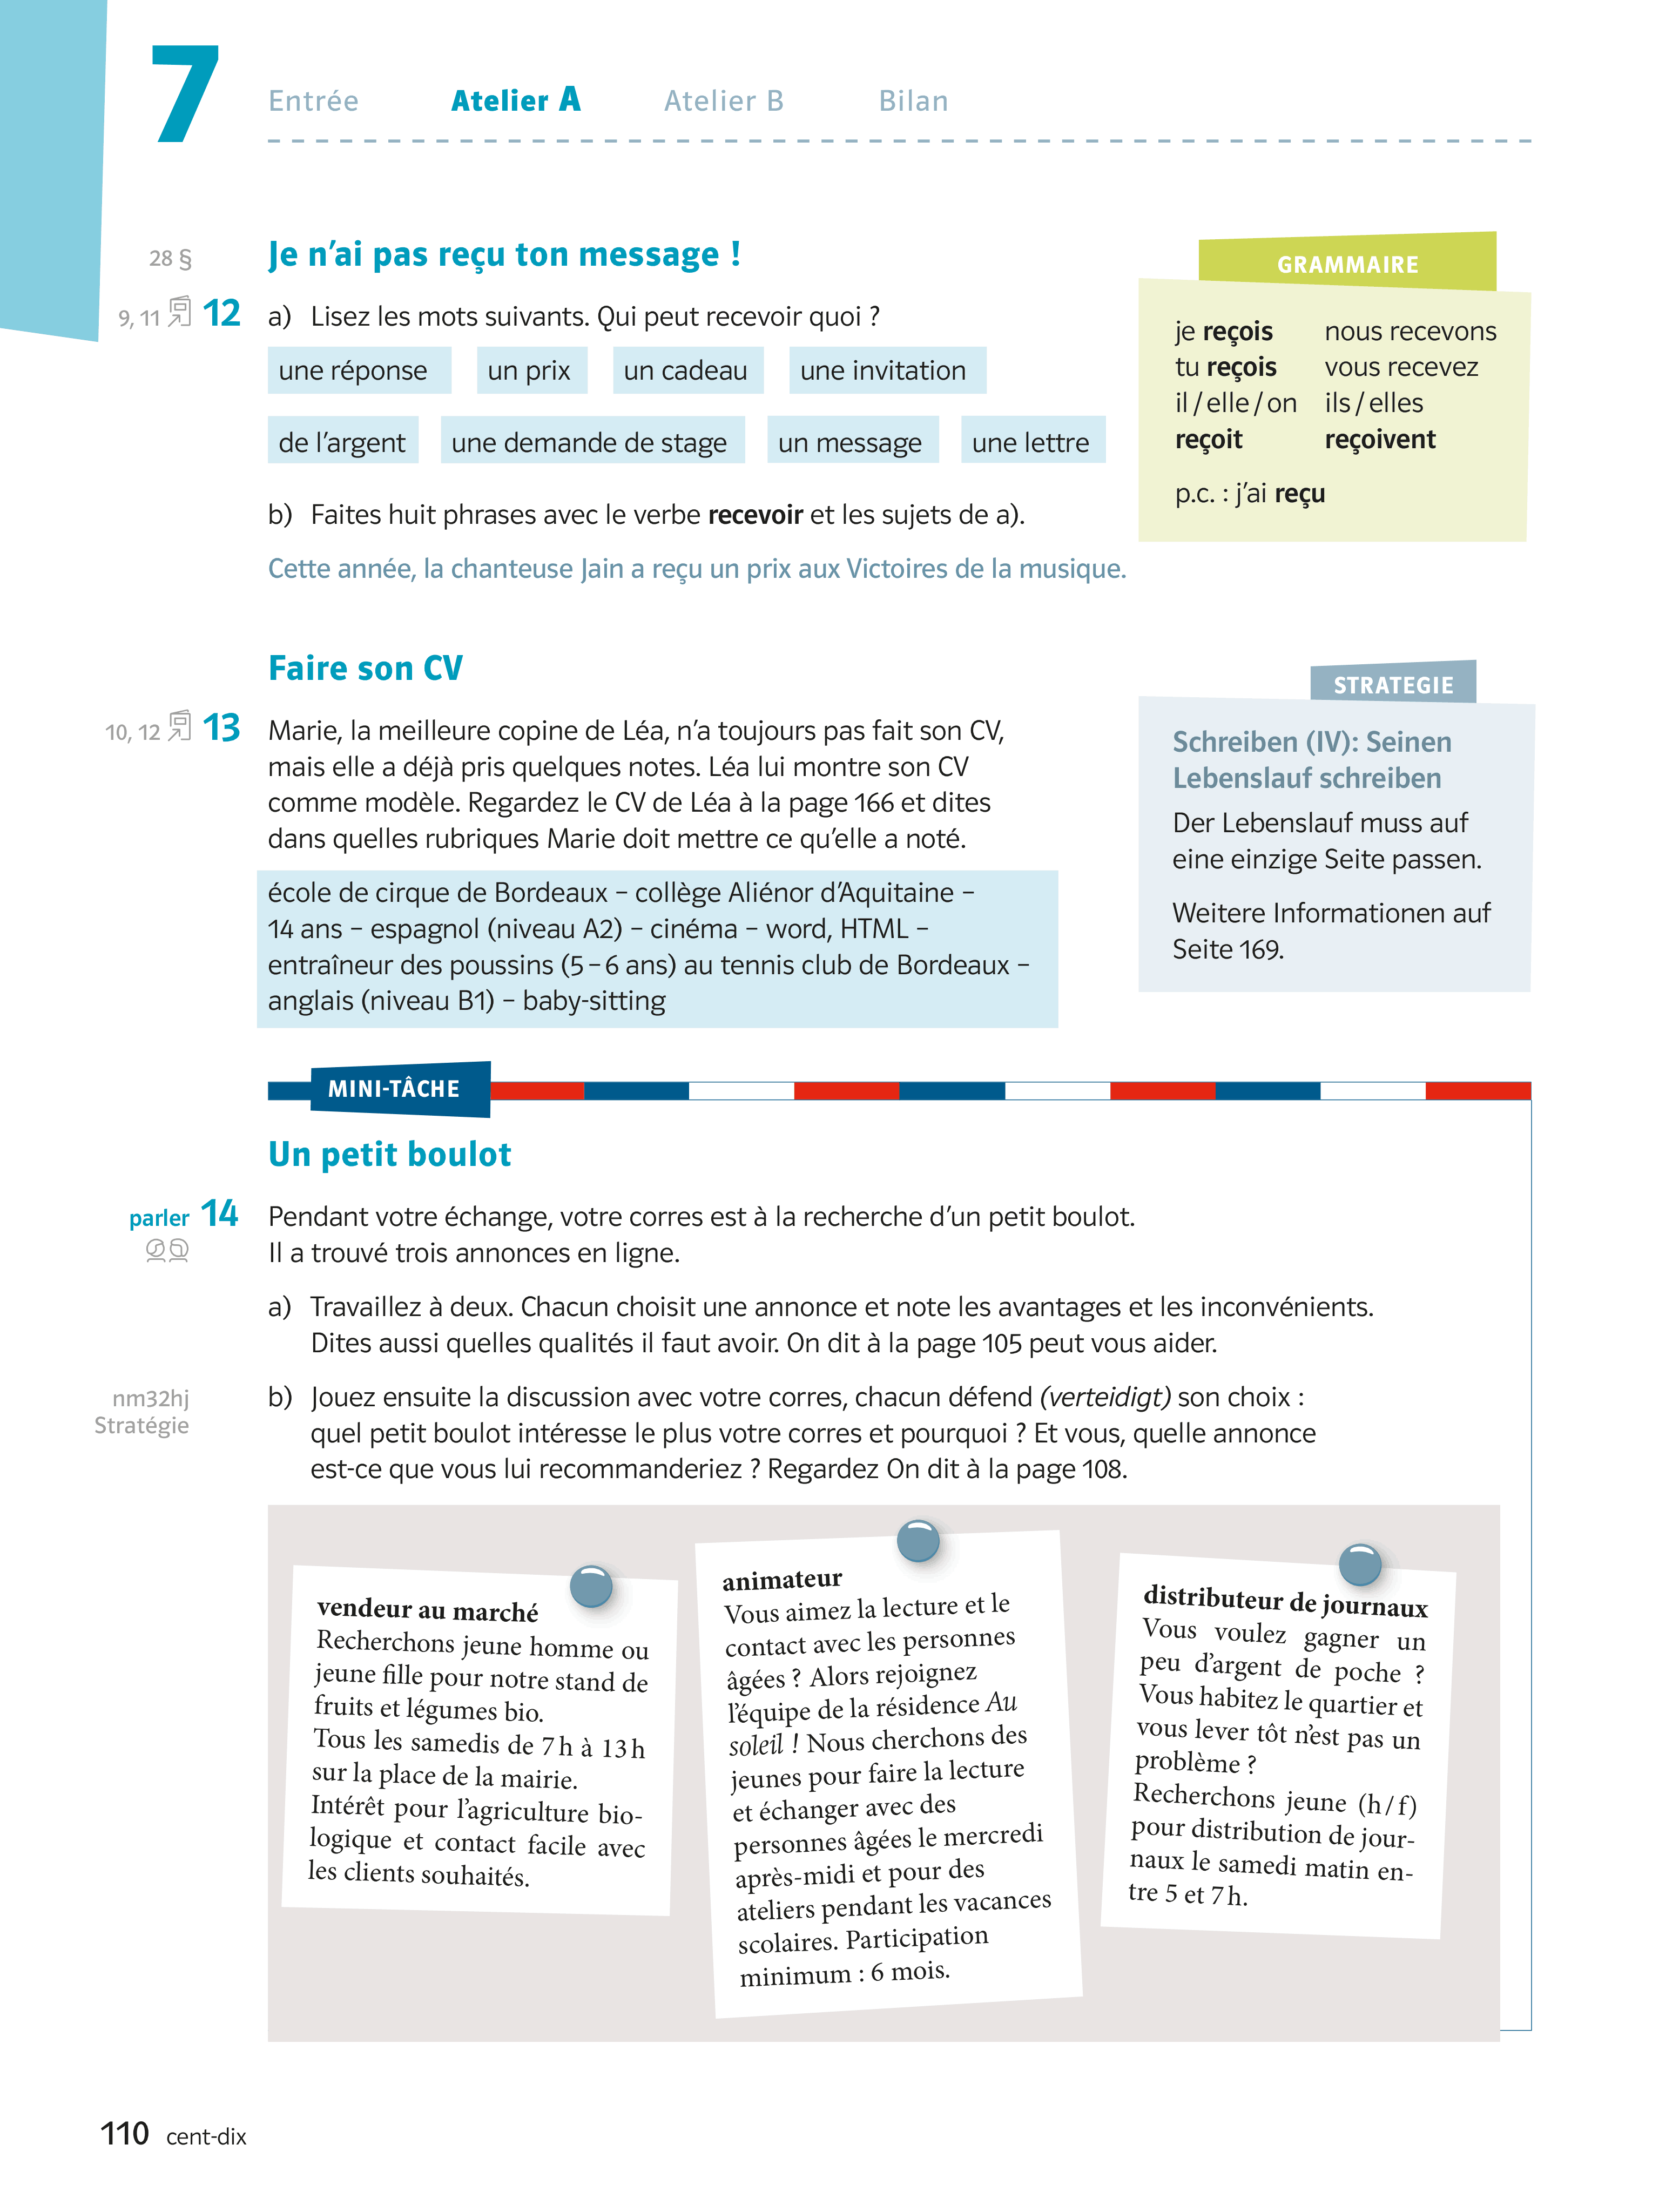 7
Entrée Atelier A Atelier B Bilan
28 §
Je n’ai pas reçu ton message !
9, 11 12 a) Lisez les mots suivants. Qui peut recevoir quoi ?
une réponse un prix un cadeau une invitation
de l’argent une demande de stage un message une lettre
b) Faites huit phrases avec le verbe recevoir et les sujets de a).
Cette année, la chanteuse Jain a reçu un prix aux Victoires de la musique.
GRAMMAIRE
je reçois nous recevons
tu reçois vous recevez
il / elle / on ils / elles
reçoit reçoivent
p.c. : j’ai reçu
Faire son CV
10, 12 13 Marie, la meilleure copine de Léa, n’a toujours pas fait son CV,
mais elle a déjà pris quelques notes. Léa lui montre son CV
comme modèle. Regardez le CV de Léa à la page 166 et dites
dans quelles rubriques Marie doit mettre ce qu’elle a noté.
école de cirque de Bordeaux – collège Aliénor d’Aquitaine –
14 ans – espagnol (niveau A2) – cinéma – word, HTML –
entraîneur des poussins (5 – 6 ans) au tennis club de Bordeaux –
anglais (niveau B1) – baby-sitting
STRATEGIE
Schreiben (IV): Seinen
Lebenslauf schreiben
Der Lebenslauf muss auf
eine einzige Seite passen.
Weitere Informationen auf
Seite 169.
MINI-TÂCHE
Un petit boulot
parler 14 Pendant votre échange, votre corres est à la recherche d’un petit boulot.
Il a trouvé trois annonces en ligne.
a) Travaillez à deux. Chacun choisit une annonce et note les avantages et les inconvénients.
Dites aussi quelles qualités il faut avoir. On dit à la page 105 peut vous aider.
nm32hj
Stratégie
b) Jouez ensuite la discussion avec votre corres, chacun défend (verteidigt) son choix :
quel petit boulot intéresse le plus votre corres et pourquoi ? Et vous, quelle annonce
est-ce que vous lui recommanderiez ? Regardez On dit à la page 108.
vendeur au marché
Recherchons jeune homme ou
jeune fille pour notre stand de
fruits et légumes bio.
Tous les samedis de 7 h à 13 h
sur la place de la mairie.
Intérêt pour l’agriculture bio-
logique et contact facile avec
les clients souhaités.
animateur
Vous aimez la lecture et le
contact avec les personnes
âgées ? Alors rejoignez
l’équipe de la résidence Au
soleil ! Nous cherchons des
jeunes pour faire la lecture
et échanger avec des
personnes âgées le mercredi
après-midi et pour des
ateliers pendant les vacances
scolaires. Participation
minimum : 6 mois.
distributeur de journaux
Vous voulez gagner un
peu d’argent de poche ?
Vous habitez le quartier et
vous lever tôt n’est pas un
problème ?
Recherchons jeune (h / f)
pour distribution de jour-
naux le samedi matin en-
tre 5 et 7 h.
110 cent-dix